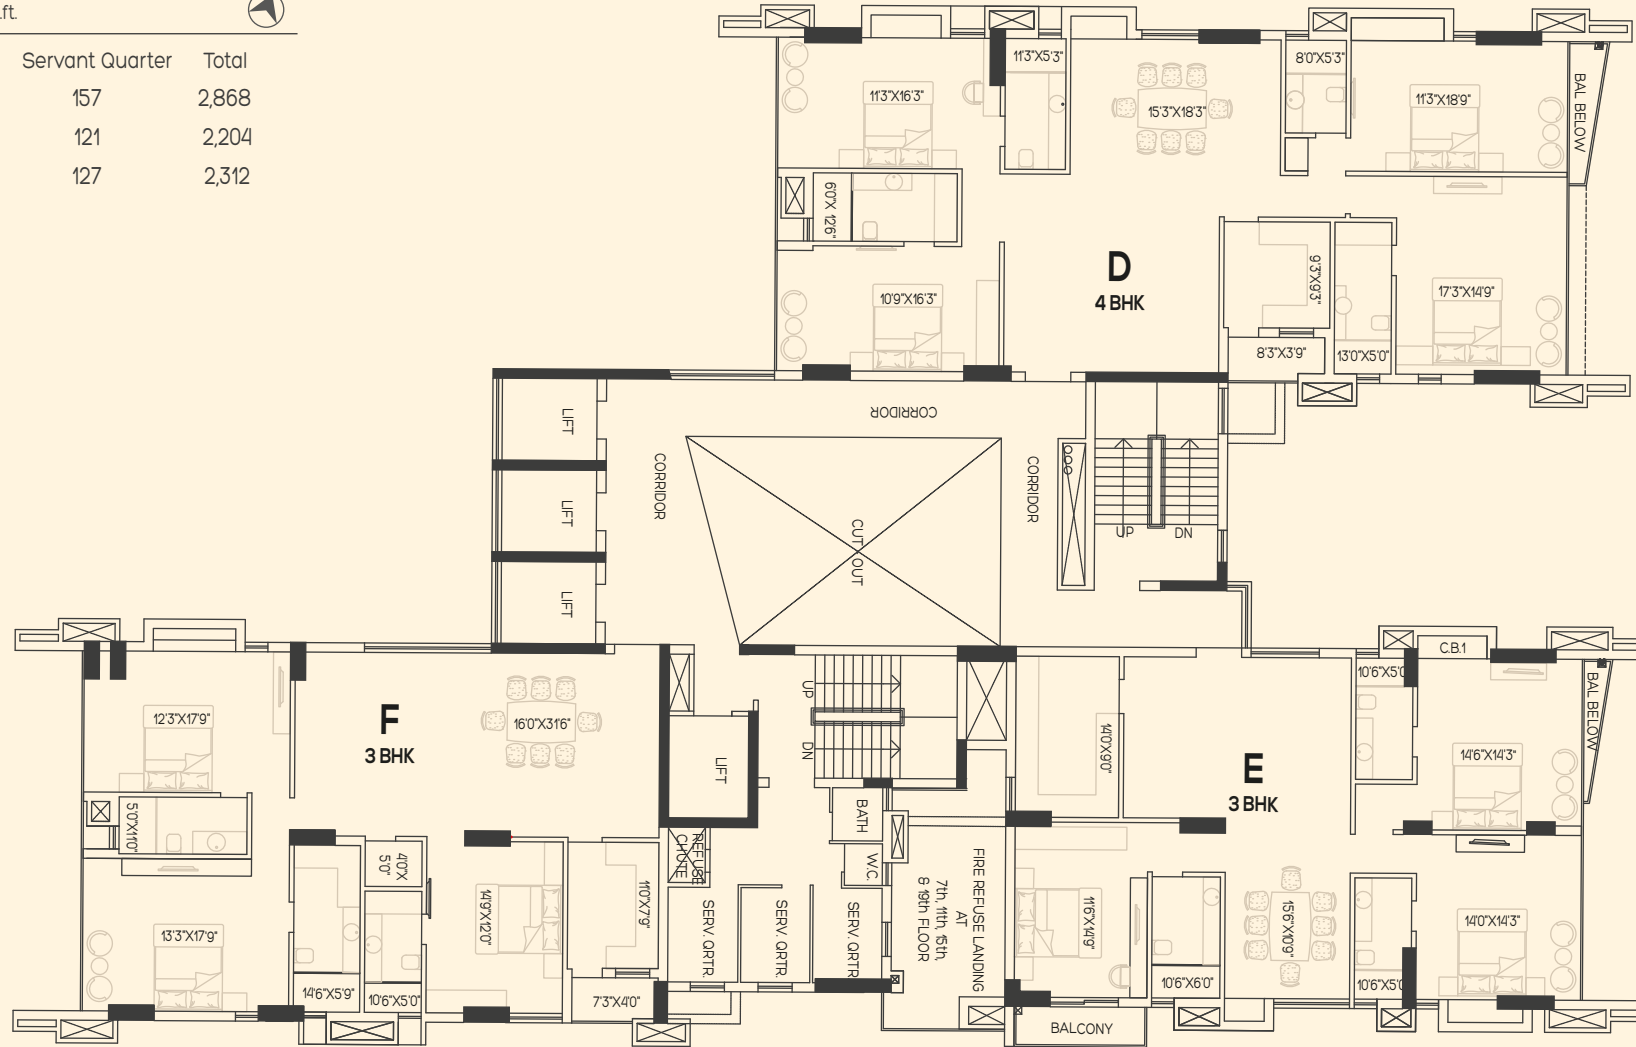 .ft.
Servant Quarter Total
157 2,868
121 2,204
127 2,312
11'3"X16'3"
11'3"X5'3"
15'3"X18'3"
8'0"X5'3"
11'3"X18'9"
BAL BELOW
6'0"X 12'6"
10'9"X16'3"
D
4 BHK
9'3"X9'3"
8'3"X3'9"
13'0"X5'0"
17'3"X14'9"
LIFT
LIFT
LIFT
CORRIDOR
CORRIDOR
CORRIDOR
CUT OUT
UP
DN
12'3"X17'9"
F
3 BHK
16'0"X31'6"
5'0"X11'0"
13'3"X17'9"
14'6"X5'9"
4'0"X
5'0"
10'6"X5'0"
14'9"X12'0"
11'0"X7'9"
7'3"X4'0"
LIFT
UP
DN
REFUSE
CHUTE
BATH
W.C.
SERV. QRTR.
SERV. QRTR.
SERV. QRTR.
FIRE REFUSE LANDING
AT
7th, 11th, 15th,
& 19th FLOOR
14'0"X9'0"
E
3 BHK
10'6"X5'0
C.B.1
14'6"X14'3"
BAL BELOW
11'6"X14'9"
10'6"X6'0"
15'6"X10'9"
10'6"X5'0
14'0"X14'3"
BALCONY